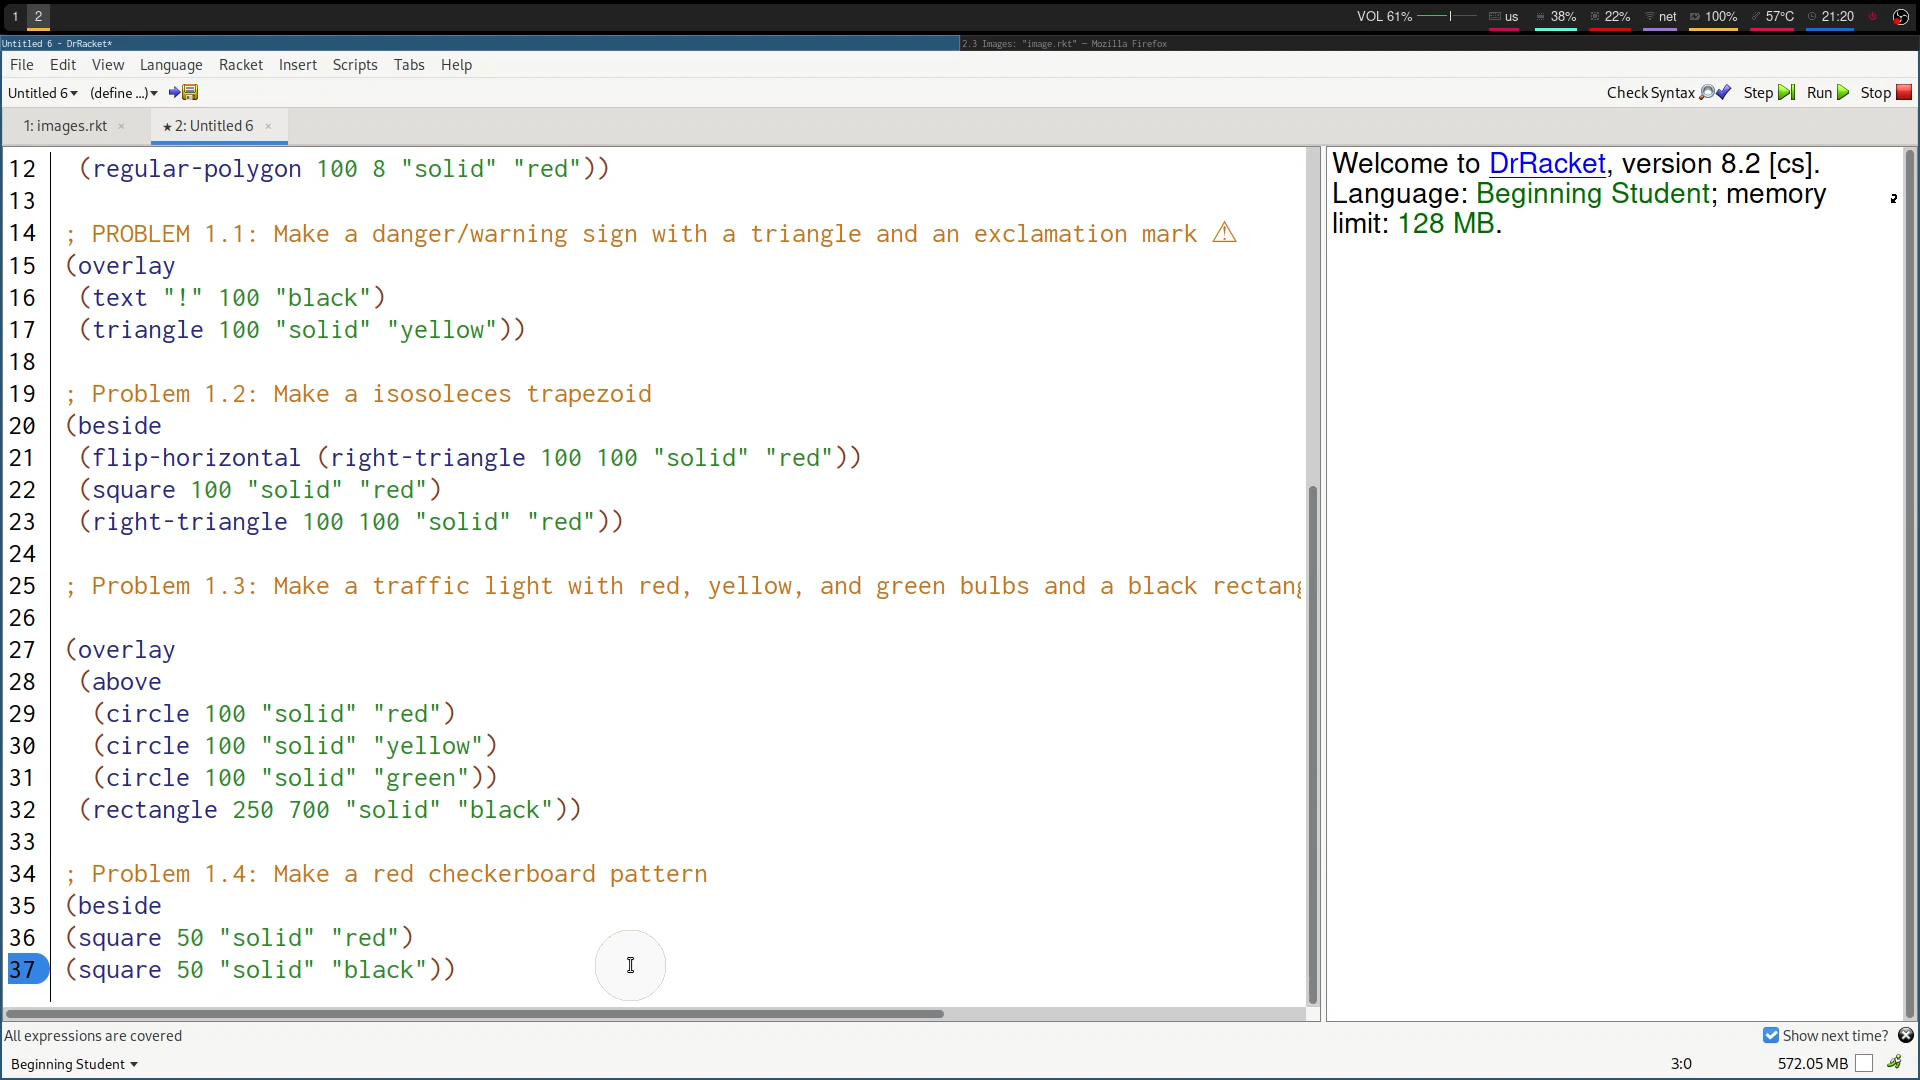 1 2 VOL 61% us 38% 22% net 100% 57°C 21:20
Untitled 6 - DrRacket* 2.3 Images: "image.rkt" — Mozilla Firefox
File Edit View Language Racket Insert Scripts Tabs Help
Untitled 6 (define ...) Check Syntax Step Run Stop
1: images.rkt × ★ 2: Untitled 6 ×
12 (regular-polygon 100 8 "solid" "red"))
13
14 ; PROBLEM 1.1: Make a danger/warning sign with a triangle and an exclamation mark ⚠
15 (overlay
16 (text "!" 100 "black")
17 (triangle 100 "solid" "yellow"))
18
19 ; Problem 1.2: Make a isosoleces trapezoid
20 (beside
21 (flip-horizontal (right-triangle 100 100 "solid" "red"))
22 (square 100 "solid" "red")
23 (right-triangle 100 100 "solid" "red"))
24
25 ; Problem 1.3: Make a traffic light with red, yellow, and green bulbs and a black rectang
26
27 (overlay
28 (above
29 (circle 100 "solid" "red")
30 (circle 100 "solid" "yellow")
31 (circle 100 "solid" "green"))
32 (rectangle 250 700 "solid" "black"))
33
34 ; Problem 1.4: Make a red checkerboard pattern
35 (beside
36 (square 50 "solid" "red")
37 (square 50 "solid" "black"))
Welcome to DrRacket, version 8.2 [cs].
Language: Beginning Student; memory
limit: 128 MB.
All expressions are covered Show next time?
Beginning Student 3:0 572.05 MB